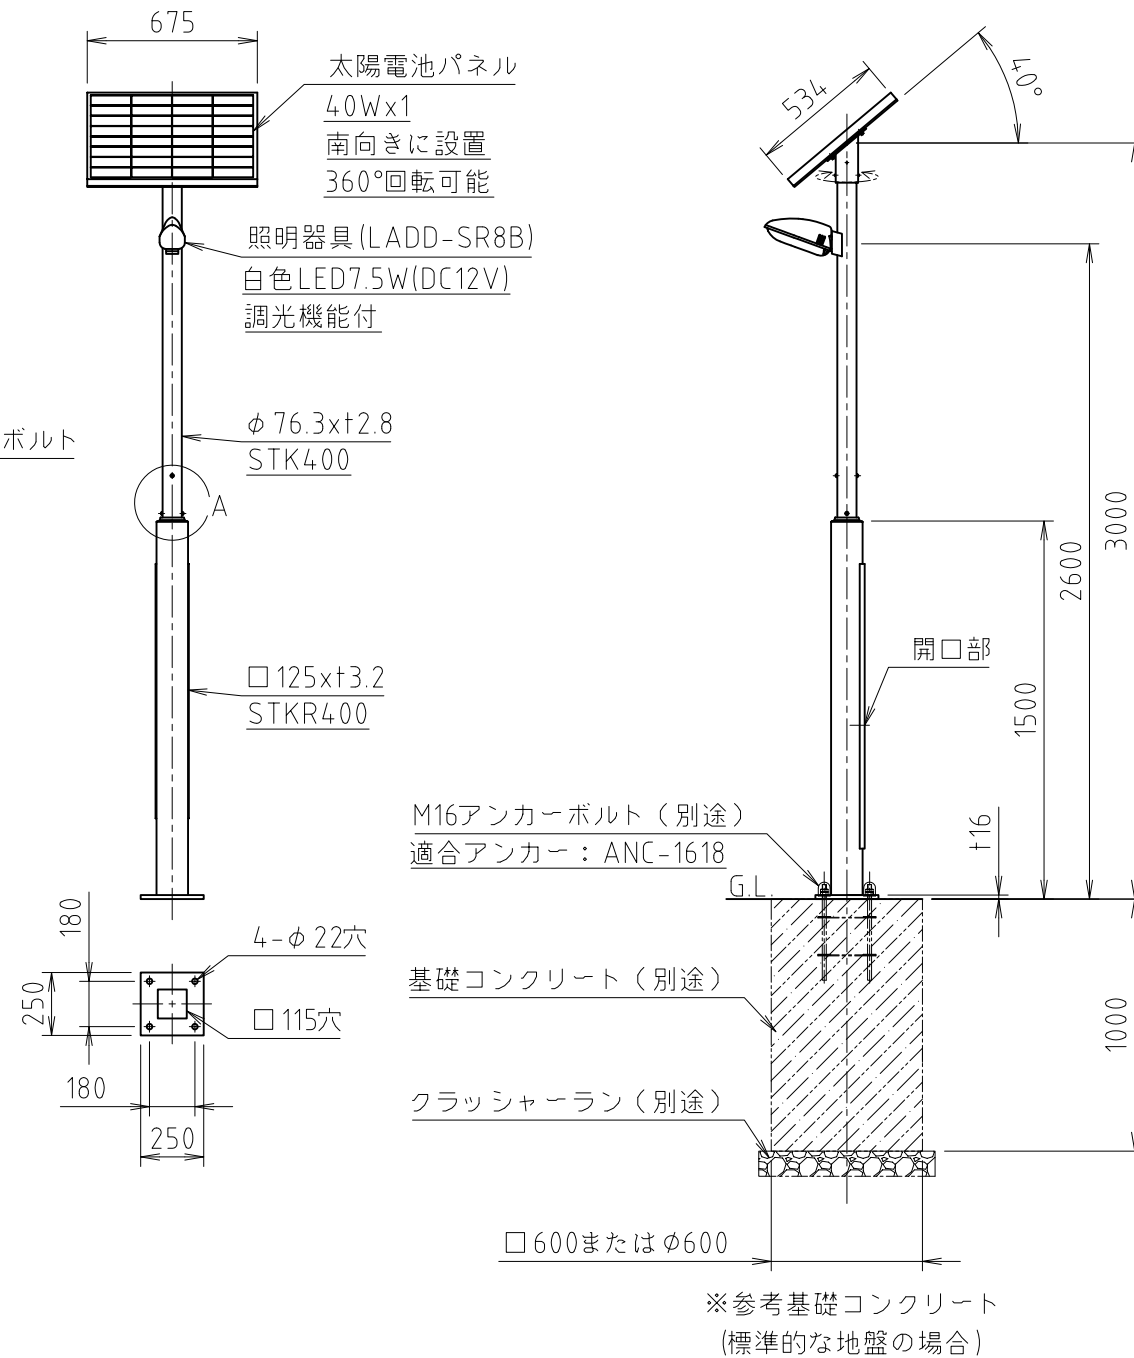 675
太陽電池パネル
40Wx1
南向きに設置
360°回転可能
照明器具(LADD-SR8B)
白色LED7.5W(DC12V)
調光機能付
ボルト
φ76.3xt2.8
STK400
A
□125xt3.2
STKR400
180
250
4-φ22穴
□115穴
180
250
534
40°
3000
2600
1500
開口部
t16
M16アンカーボルト（別途）
適合アンカー：ANC-1618
G.L.
基礎コンクリート（別途）
1000
クラッシャーラン（別途）
□600またはφ600
※参考基礎コンクリート
(標準的な地盤の場合)